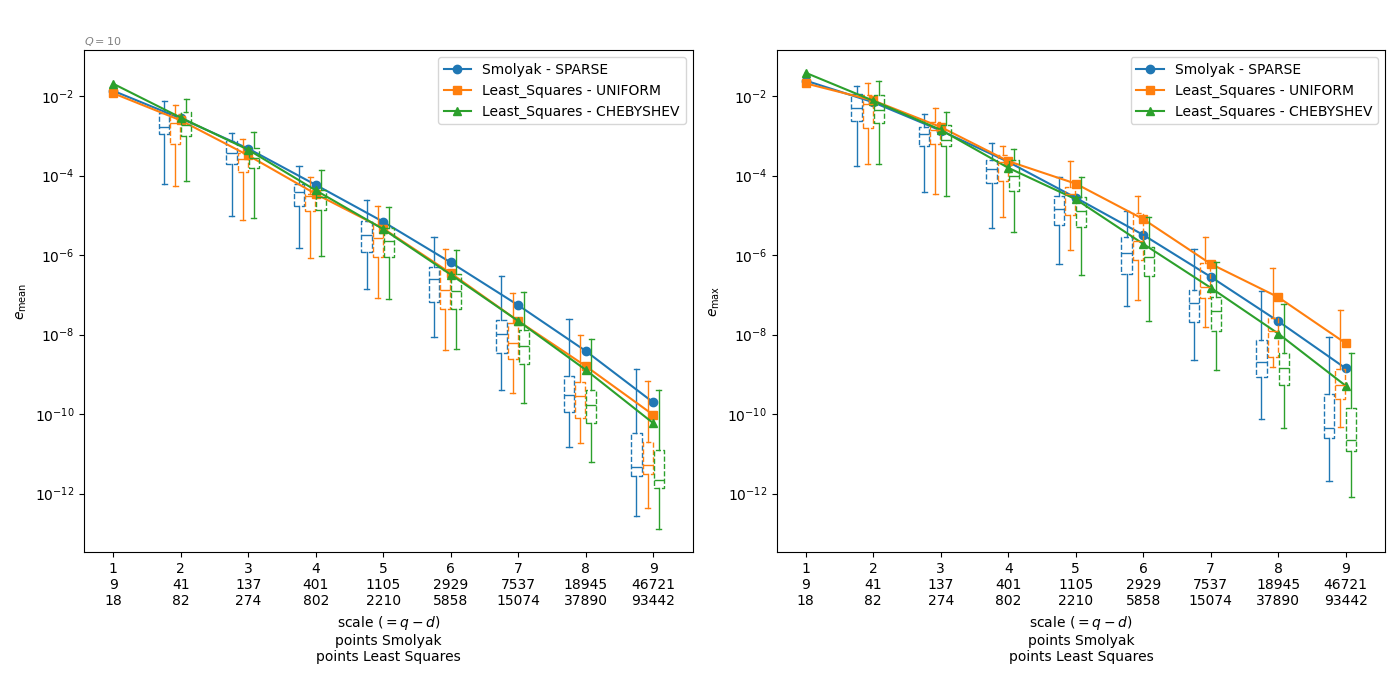 Q = 10
Smolyak - SPARSE
Least_Squares - UNIFORM
Least_Squares - CHEBYSHEV
10⁻²
10⁻⁴
10⁻⁶
10⁻⁸
10⁻¹⁰
10⁻¹²
e_mean
1 2 3 4 5 6 7 8 9
9 41 137 401 1105 2929 7537 18945 46721
18 82 274 802 2210 5858 15074 37890 93442
scale (= q − d)
points Smolyak
points Least Squares
Smolyak - SPARSE
Least_Squares - UNIFORM
Least_Squares - CHEBYSHEV
10⁻²
10⁻⁴
10⁻⁶
10⁻⁸
10⁻¹⁰
10⁻¹²
e_max
1 2 3 4 5 6 7 8 9
9 41 137 401 1105 2929 7537 18945 46721
18 82 274 802 2210 5858 15074 37890 93442
scale (= q − d)
points Smolyak
points Least Squares